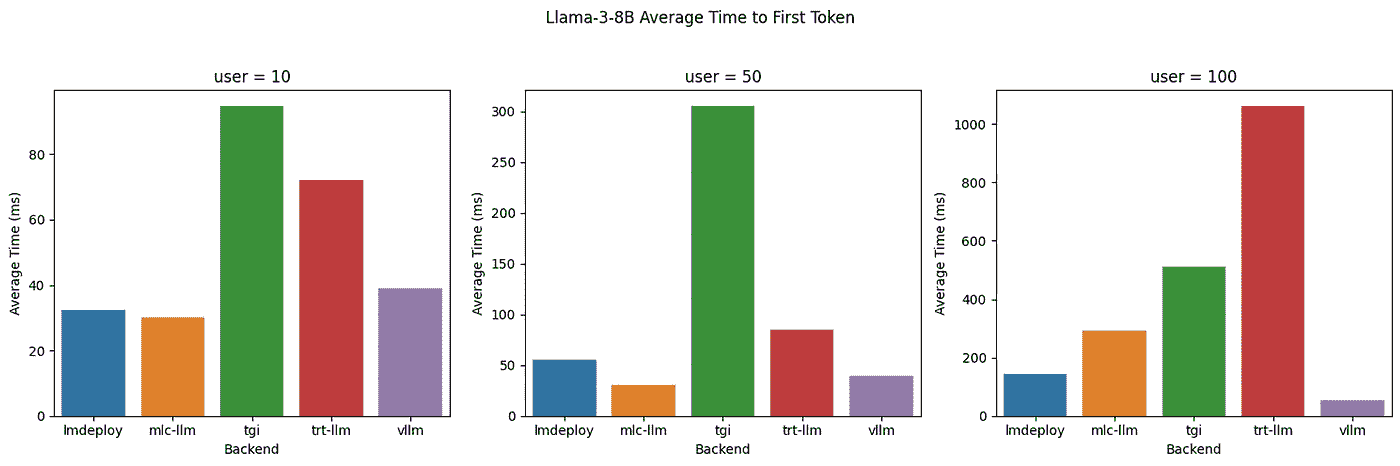 Llama-3-8B Average Time to First Token
user = 10
Average Time (ms)
80
60
40
20
0
lmdeploy mlc-llm tgi trt-llm vllm
Backend
user = 50
Average Time (ms)
300
250
200
150
100
50
0
lmdeploy mlc-llm tgi trt-llm vllm
Backend
user = 100
Average Time (ms)
1000
800
600
400
200
0
lmdeploy mlc-llm tgi trt-llm vllm
Backend